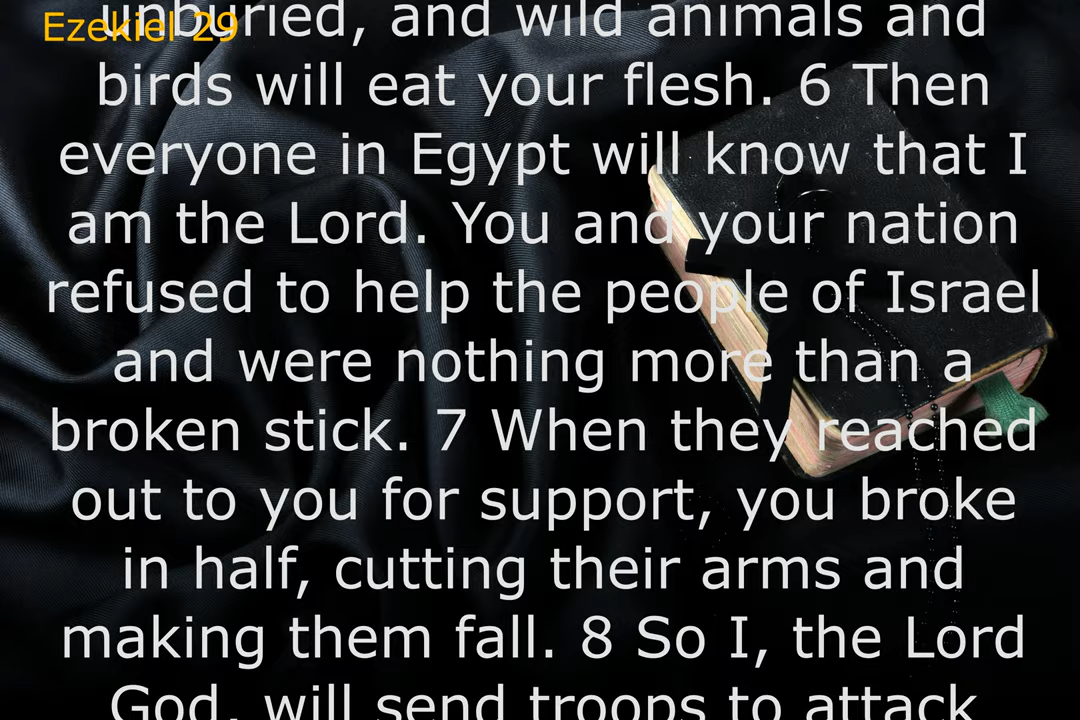 Ezekiel 29
unburied, and wild animals and
birds will eat your flesh. 6 Then
everyone in Egypt will know that I
am the Lord. You and your nation
refused to help the people of Israel
and were nothing more than a
broken stick. 7 When they reached
out to you for support, you broke
in half, cutting their arms and
making them fall. 8 So I, the Lord
God, will send troops to attack